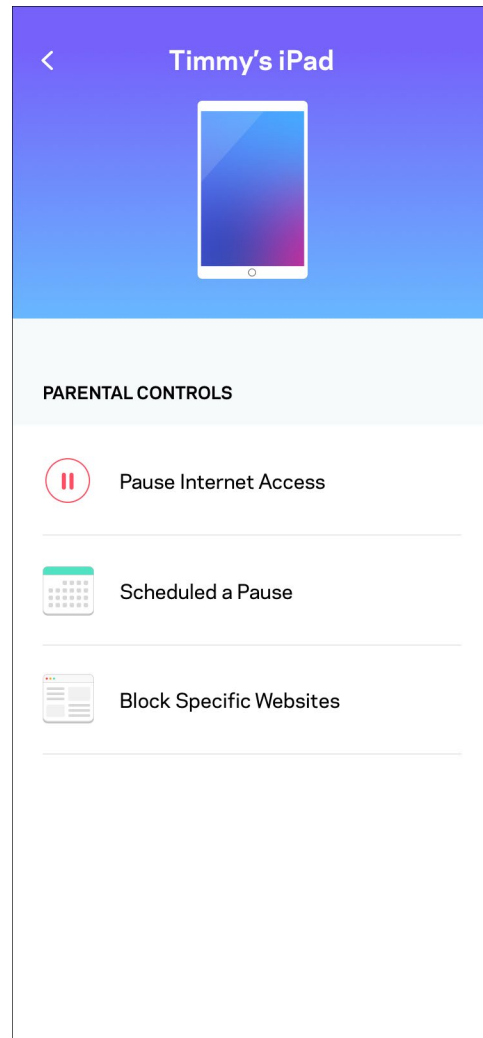 Timmy's iPad
PARENTAL CONTROLS
Pause Internet Access
Scheduled a Pause
Block Specific Websites